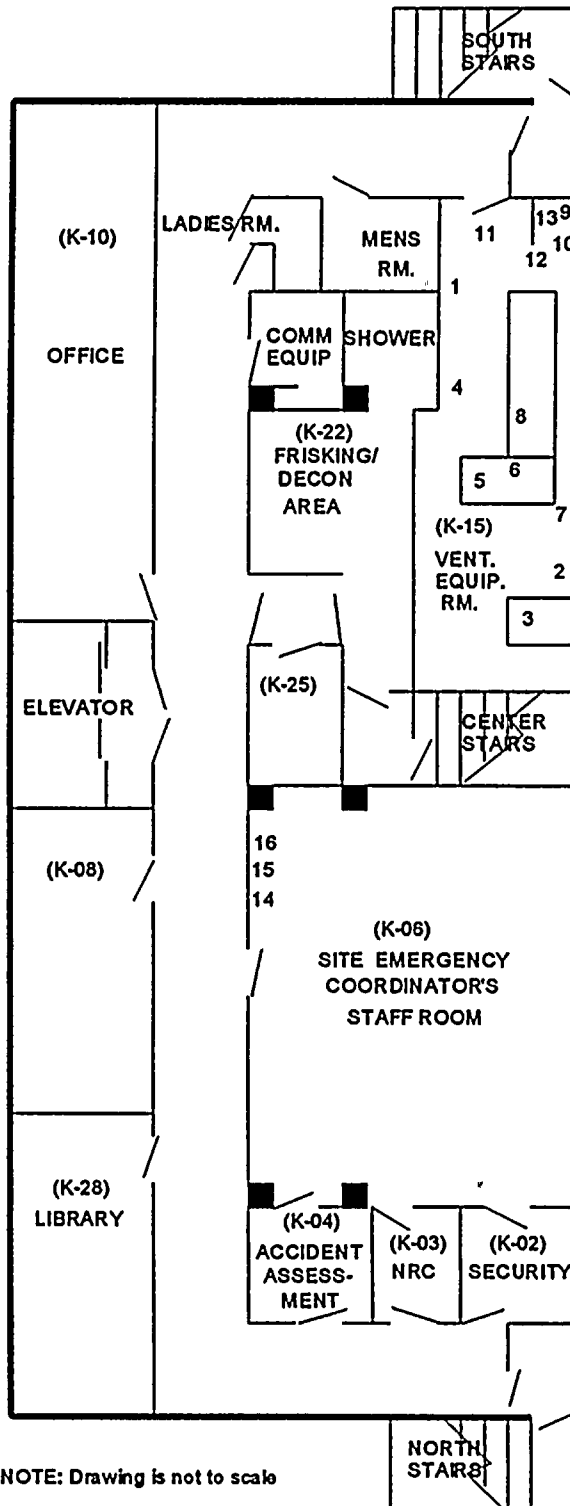 SOUTH
STAIRS
(K-10)
OFFICE
LADIES RM.
MENS
RM.
11
13 9
10
12
1
COMM
EQUIP
SHOWER
4
8
(K-22)
FRISKING/
DECON
AREA
5
6
7
(K-15)
VENT.
EQUIP.
RM.
2
3
ELEVATOR
(K-25)
CENTER
STAIRS
16
15
14
(K-08)
(K-06)
SITE EMERGENCY
COORDINATOR'S
STAFF ROOM
(K-28)
LIBRARY
(K-04)
ACCIDENT
ASSESS-
MENT
(K-03)
NRC
(K-02)
SECURITY
NORTH
STAIRS
NOTE: Drawing is not to scale